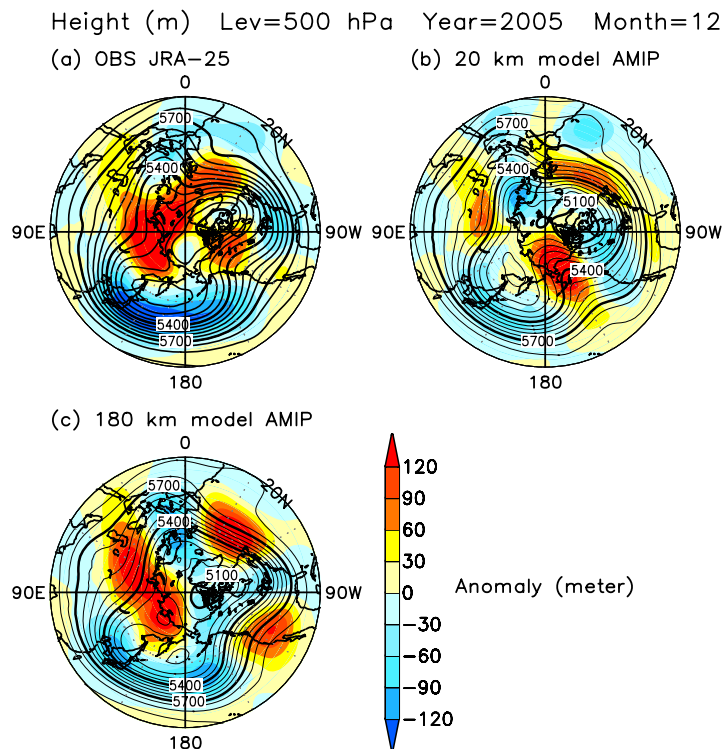 Height (m) Lev=500 hPa Year=2005 Month=12
(a) OBS JRA-25
(b) 20 km model AMIP
0
20N
5700
5400
90E
90W
5400
5700
180
0
20N
5700
5400
5100
90E
90W
5400
5700
180
(c) 180 km model AMIP
0
20N
5700
5400
5100
90E
90W
5400
5700
180
120
90
60
30
0
-30
-60
-90
-120
Anomaly (meter)